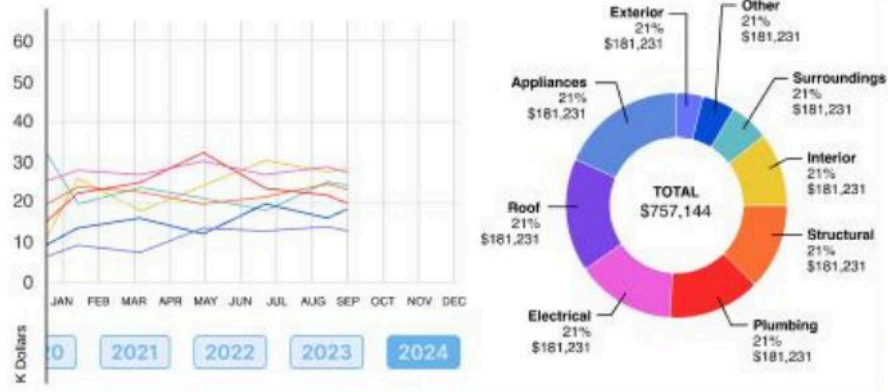 60
50
40
30
20
10
0
JAN FEB MAR APR MAY JUN JUL AUG SEP OCT NOV DEC
K Dollars
20 2021 2022 2023 2024
Exterior
21%
$181,231
Other
21%
$181,231
Appliances
21%
$181,231
Surroundings
21%
$181,231
Interior
21%
$181,231
TOTAL
$757,144
Roof
21%
$181,231
Structural
21%
$181,231
Electrical
21%
$181,231
Plumbing
21%
$181,231